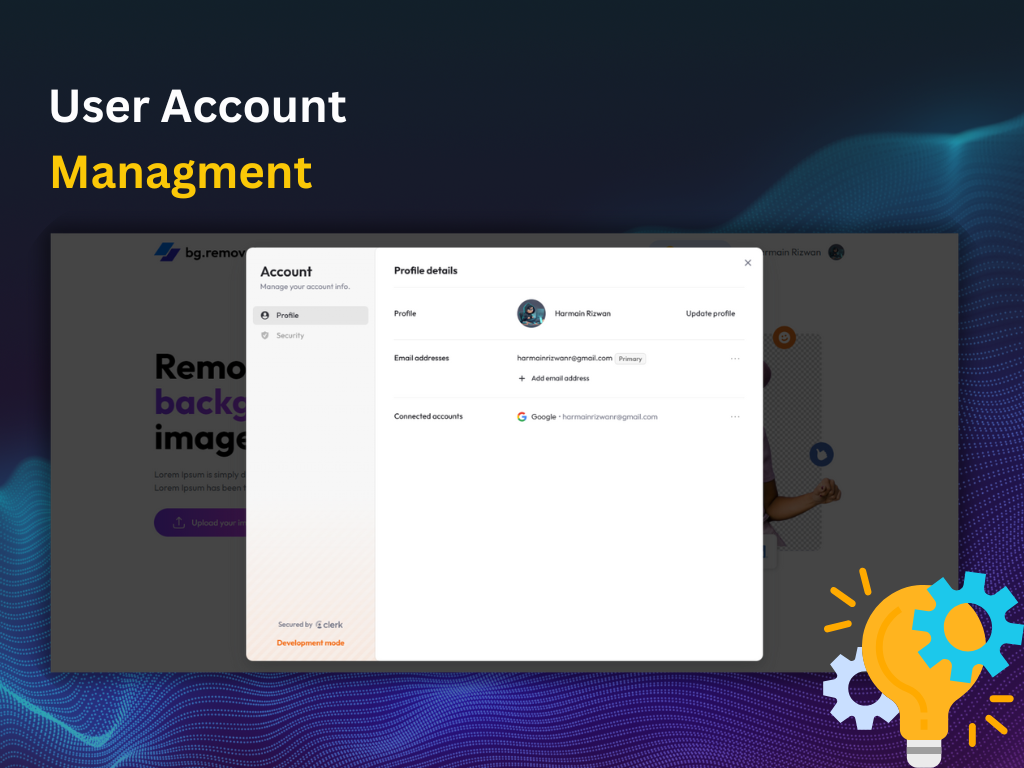 User Account
Managment
bg.remov
rmain Rizwan
Account
Manage your account info.
Profile
Security
Profile details
Profile
Harmain Rizwan
Update profile
Email addresses
harmainrizwanr@gmail.com
Primary
+ Add email address
Connected accounts
Google • harmainrizwanr@gmail.com
Remo
backg
image
Lorem Ipsum is simply d
Lorem Ipsum has been
Upload your im
Secured by clerk
Development mode